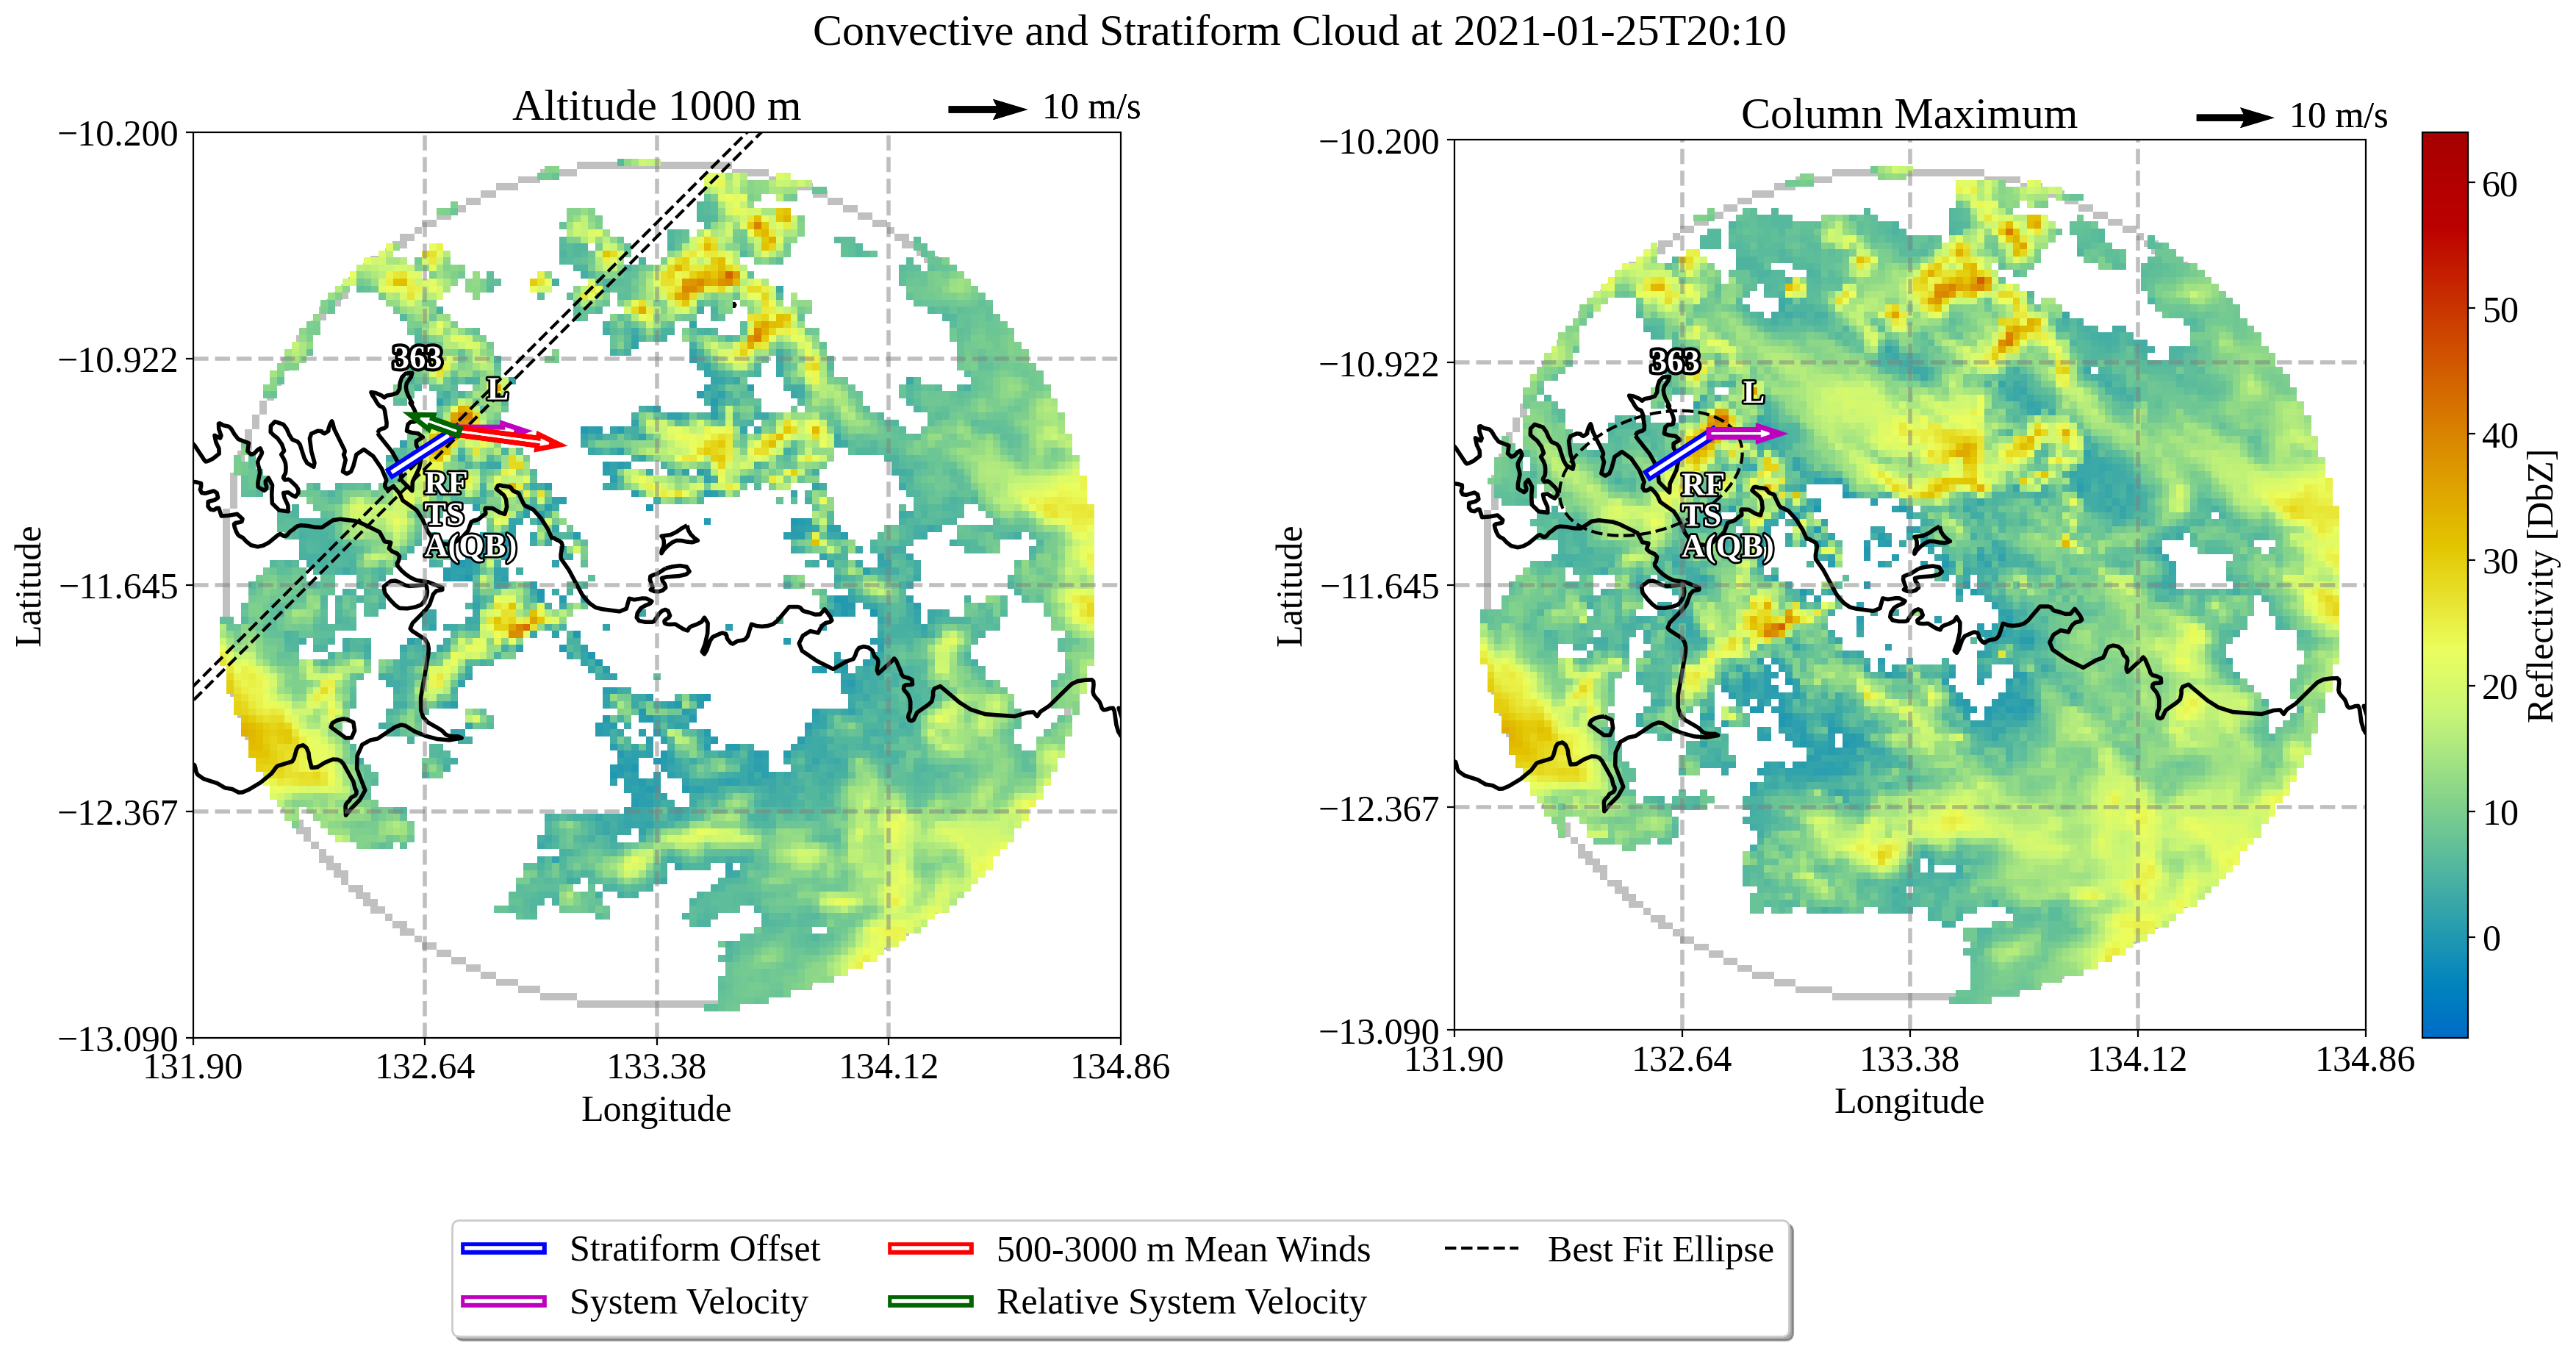 Convective and Stratiform Cloud at 2021-01-25T20:10
Altitude 1000 m
10 m/s
−10.200
−10.922
−11.645
−12.367
−13.090
Latitude
131.90
132.64
133.38
134.12
134.86
Longitude
363
L
RF
TS
A(QB)
Column Maximum
10 m/s
−10.200
−10.922
−11.645
−12.367
−13.090
Latitude
131.90
132.64
133.38
134.12
134.86
Longitude
363
L
RF
TS
A(QB)
60
50
40
30
20
10
0
Reflectivity [DbZ]
Stratiform Offset
System Velocity
500-3000 m Mean Winds
Relative System Velocity
Best Fit Ellipse